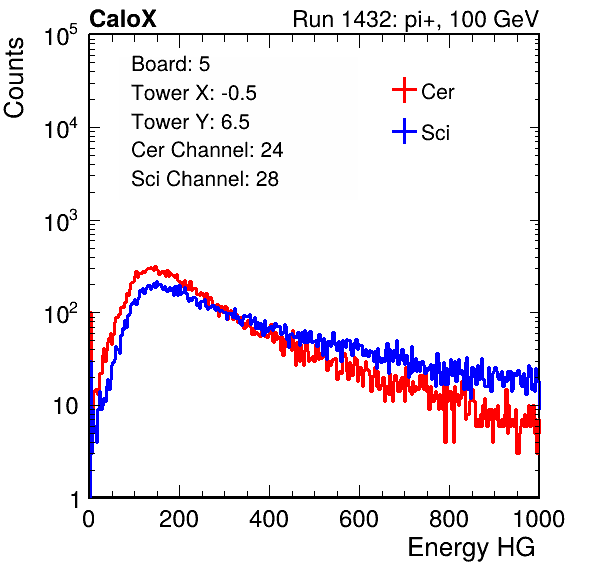 CaloX Run 1432: pi+, 100 GeV
Counts
Board: 5
Tower X: -0.5
Tower Y: 6.5
Cer Channel: 24
Sci Channel: 28
Cer
Sci
10^5
10^4
10^3
10^2
10
1
0 200 400 600 800 1000
Energy HG